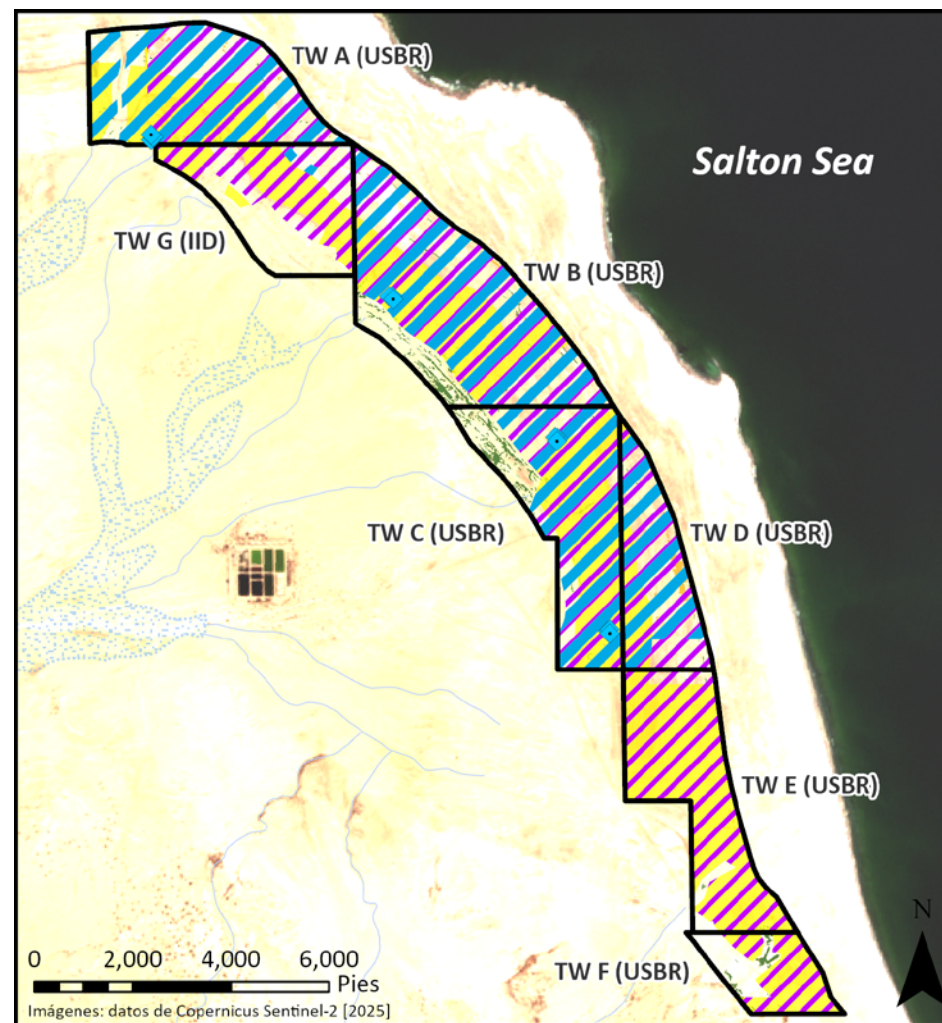 TW A (USBR)
Salton Sea
TW G (IID)
TW B (USBR)
TW C (USBR)
TW D (USBR)
TW E (USBR)
N
TW F (USBR)
0 2,000 4,000 6,000
Pies
Imágenes: datos de Copernicus Sentinel-2 [2025]